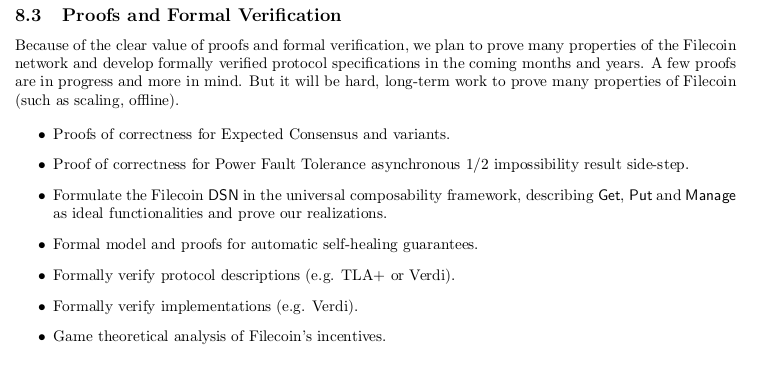 8.3 Proofs and Formal Verification
Because of the clear value of proofs and formal verification, we plan to prove many properties of the Filecoin
network and develop formally verified protocol specifications in the coming months and years. A few proofs
are in progress and more in mind. But it will be hard, long-term work to prove many properties of Filecoin
(such as scaling, offline).
• Proofs of correctness for Expected Consensus and variants.
• Proof of correctness for Power Fault Tolerance asynchronous 1/2 impossibility result side-step.
• Formulate the Filecoin DSN in the universal composability framework, describing Get, Put and Manage
as ideal functionalities and prove our realizations.
• Formal model and proofs for automatic self-healing guarantees.
• Formally verify protocol descriptions (e.g. TLA+ or Verdi).
• Formally verify implementations (e.g. Verdi).
• Game theoretical analysis of Filecoin's incentives.